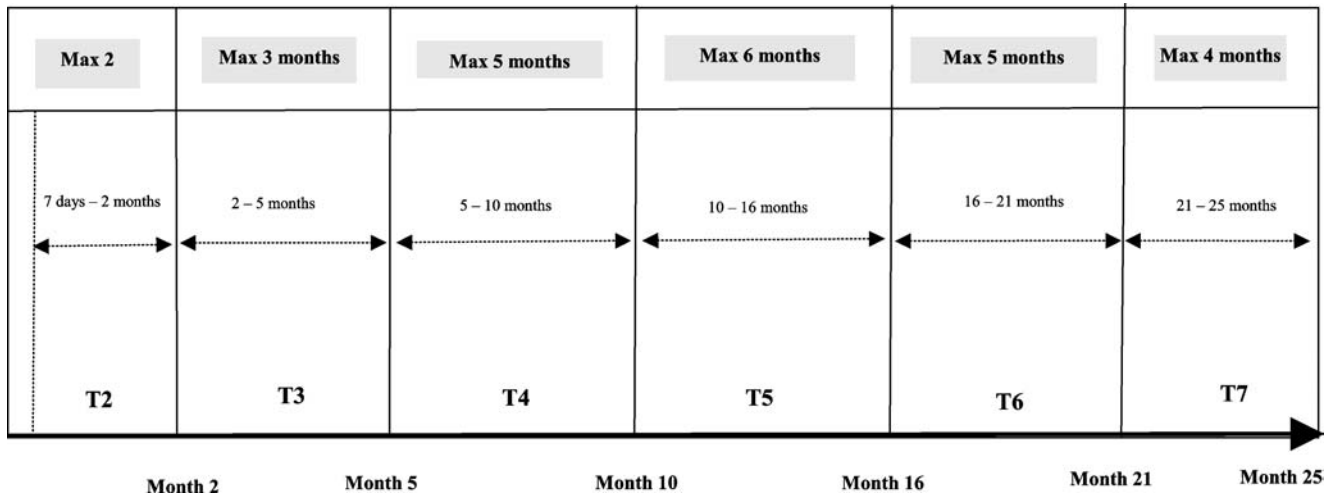 Max 2
Max 3 months
Max 5 months
Max 6 months
Max 5 months
Max 4 months
7 days – 2 months
2 – 5 months
5 – 10 months
10 – 16 months
16 – 21 months
21 – 25 months
T2
T3
T4
T5
T6
T7
Month 2
Month 5
Month 10
Month 16
Month 21
Month 25